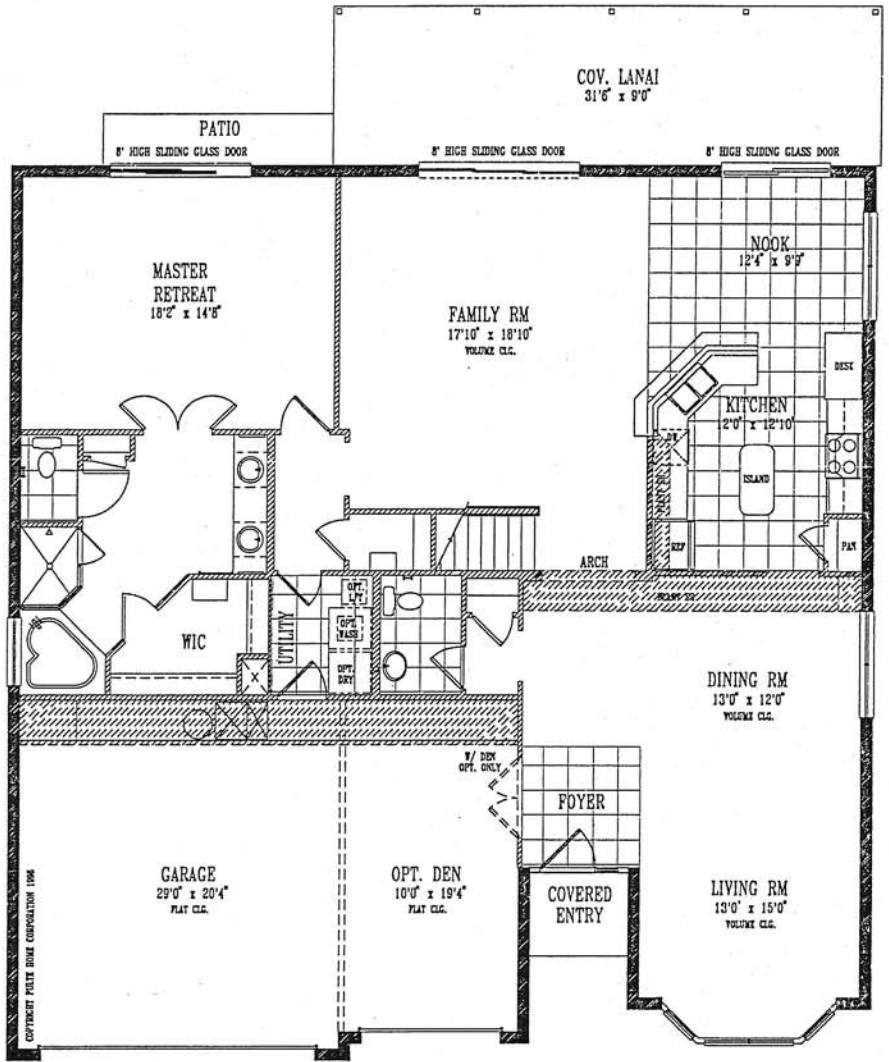 COV. LANAI
31'6" x 9'0"
PATIO
8' HIGH SLIDING GLASS DOOR
8' HIGH SLIDING GLASS DOOR
8' HIGH SLIDING GLASS DOOR
NOOK
12'4" x 9'9"
MASTER
RETREAT
18'2" x 14'8"
FAMILY RM
17'10" x 18'10"
VOLUME CLG.
DESK
KITCHEN
12'0" x 12'10"
DW
ISLAND
REF
PAN
ARCH
WIC
UTILITY
OPT.
L/T
OPT.
WASH
OPT.
DRY
DINING RM
13'0" x 12'0"
VOLUME CLG.
W/ DEN
OPT. ONLY
FOYER
GARAGE
29'0" x 20'4"
FLAT CLG.
OPT. DEN
10'0" x 19'4"
FLAT CLG.
COVERED
ENTRY
LIVING RM
13'0' x 15'0"
VOLUME CLG.
COPYRIGHT PULTE HOME CORPORATION 1996